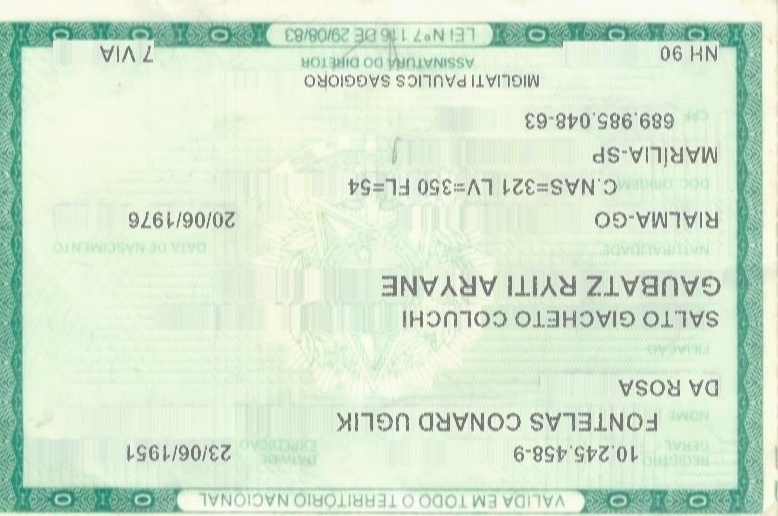 VALIDA EM TODO O TERRITÓRIO NACIONAL
REGISTRO GERAL 10.245.458-9 DATA DE EXPEDIÇÃO 23/06/1951
NOME FONTELAS CONARD UGLIK
DA ROSA
FILIAÇÃO
SALTO GIACHETO COLUCHI
GAUBATZ RYITI ARYANE
NATURALIDADE DATA DE NASCIMENTO
RIALMA-GO 20/06/1976
DOC. ORIGEM C.NAS=321 LV=350 FL=54
MARÍLIA-SP
CPF 689.985.048-63
MIGLIATI PAULICS SAGGIORO
NH 90 ASSINATURA DO DIRETOR 7 VIA
LEI Nº 7.116 DE 29/08/83